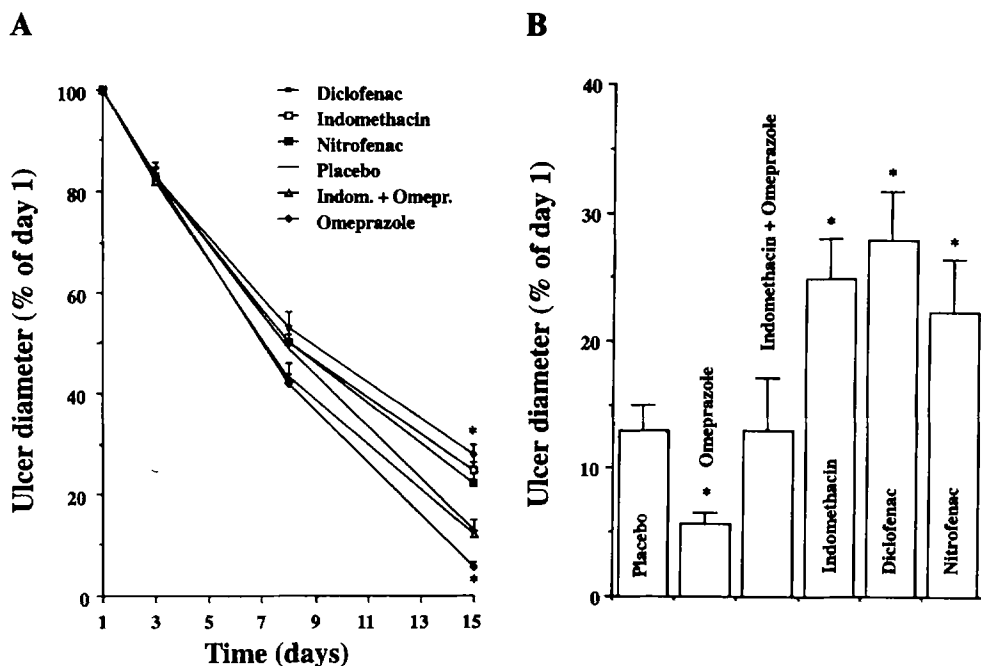 A
Ulcer diameter (% of day 1)
100
80
60
40
20
0
Diclofenac
Indomethacin
Nitrofenac
Placebo
Indom. + Omepr.
Omeprazole
*
*
1 3 5 7 9 11 13 15
Time (days)
B
Ulcer diameter (% of day 1)
40
30
20
10
0
Placebo
* Omeprazole
Indomethacin + Omeprazole
* Indomethacin
* Diclofenac
* Nitrofenac